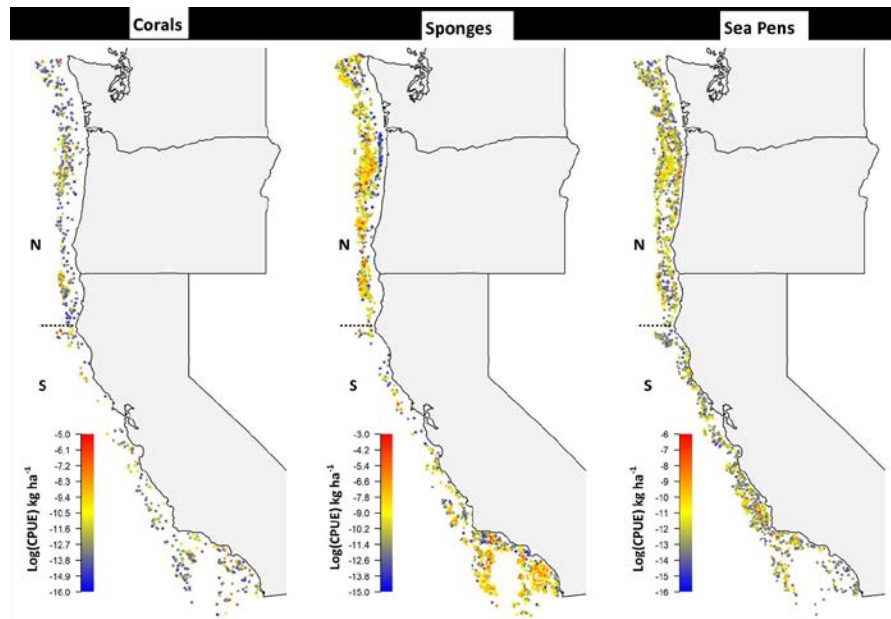 Corals
Sponges
Sea Pens
N
N
N
S
S
S
Log(CPUE) kg ha-1
-5.0
-6.1
-7.2
-8.3
-9.4
-10.5
-11.6
-12.7
-13.8
-14.9
-16.0
Log(CPUE) kg ha-1
-3.0
-4.2
-5.4
-6.6
-7.8
-9.0
-10.2
-11.4
-12.6
-13.8
-15.0
Log(CPUE) kg ha-1
-6
-7
-8
-9
-10
-11
-12
-13
-14
-15
-16